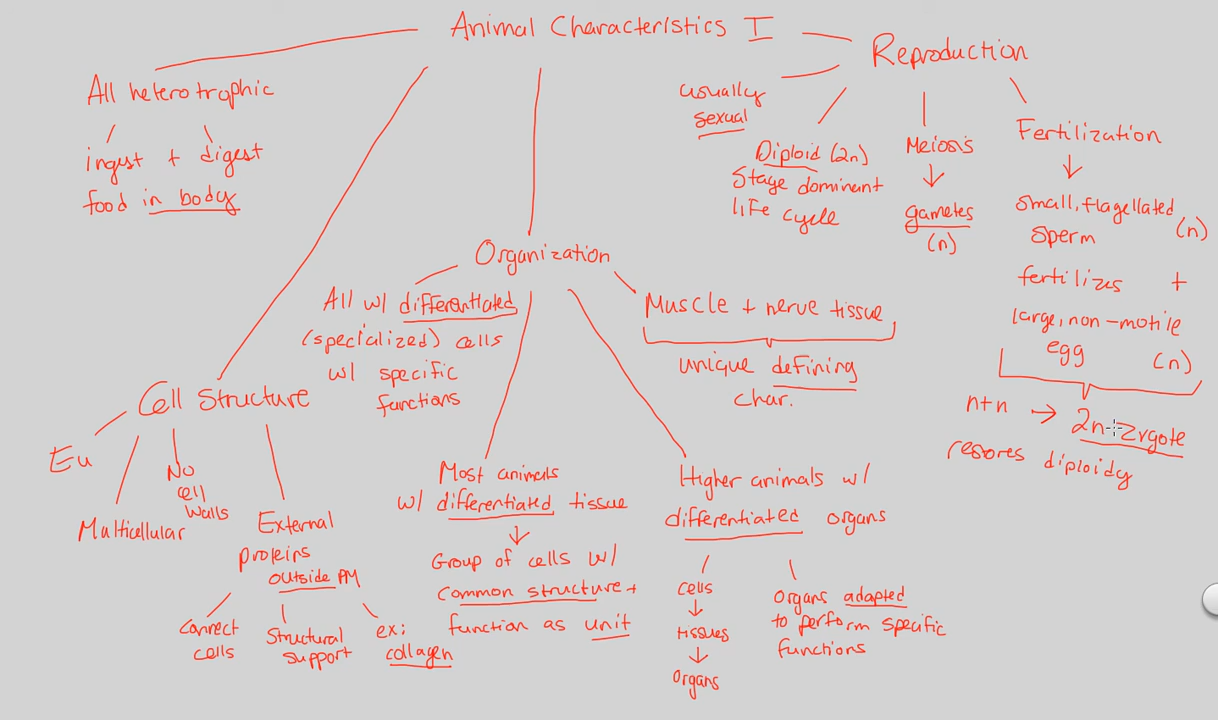 Animal Characteristics I
All heterotrophic
ingest + digest
food in body
Cell Structure
Eu
Multicellular
No
cell
walls
External
proteins
outside PM
Connect
cells
Structural
support
ex:
collagen
Organization
All w/ differentiated
(specialized) cells
w/ specific
functions
Most animals
w/ differentiated tissue
Group of cells w/
common structure +
function as unit
Higher animals w/
differentiated organs
cells
tissues
organs
Organs adapted
to perform specific
functions
Muscle + nerve tissue
unique defining
char.
Reproduction
usually
sexual
Diploid (2n)
Stage dominant
life cycle
Meiosis
gametes
(n)
Fertilization
small, flagellated
sperm (n)
fertilizes +
large, non-motile
egg (n)
n+n → 2n-zygote
restores diploidy